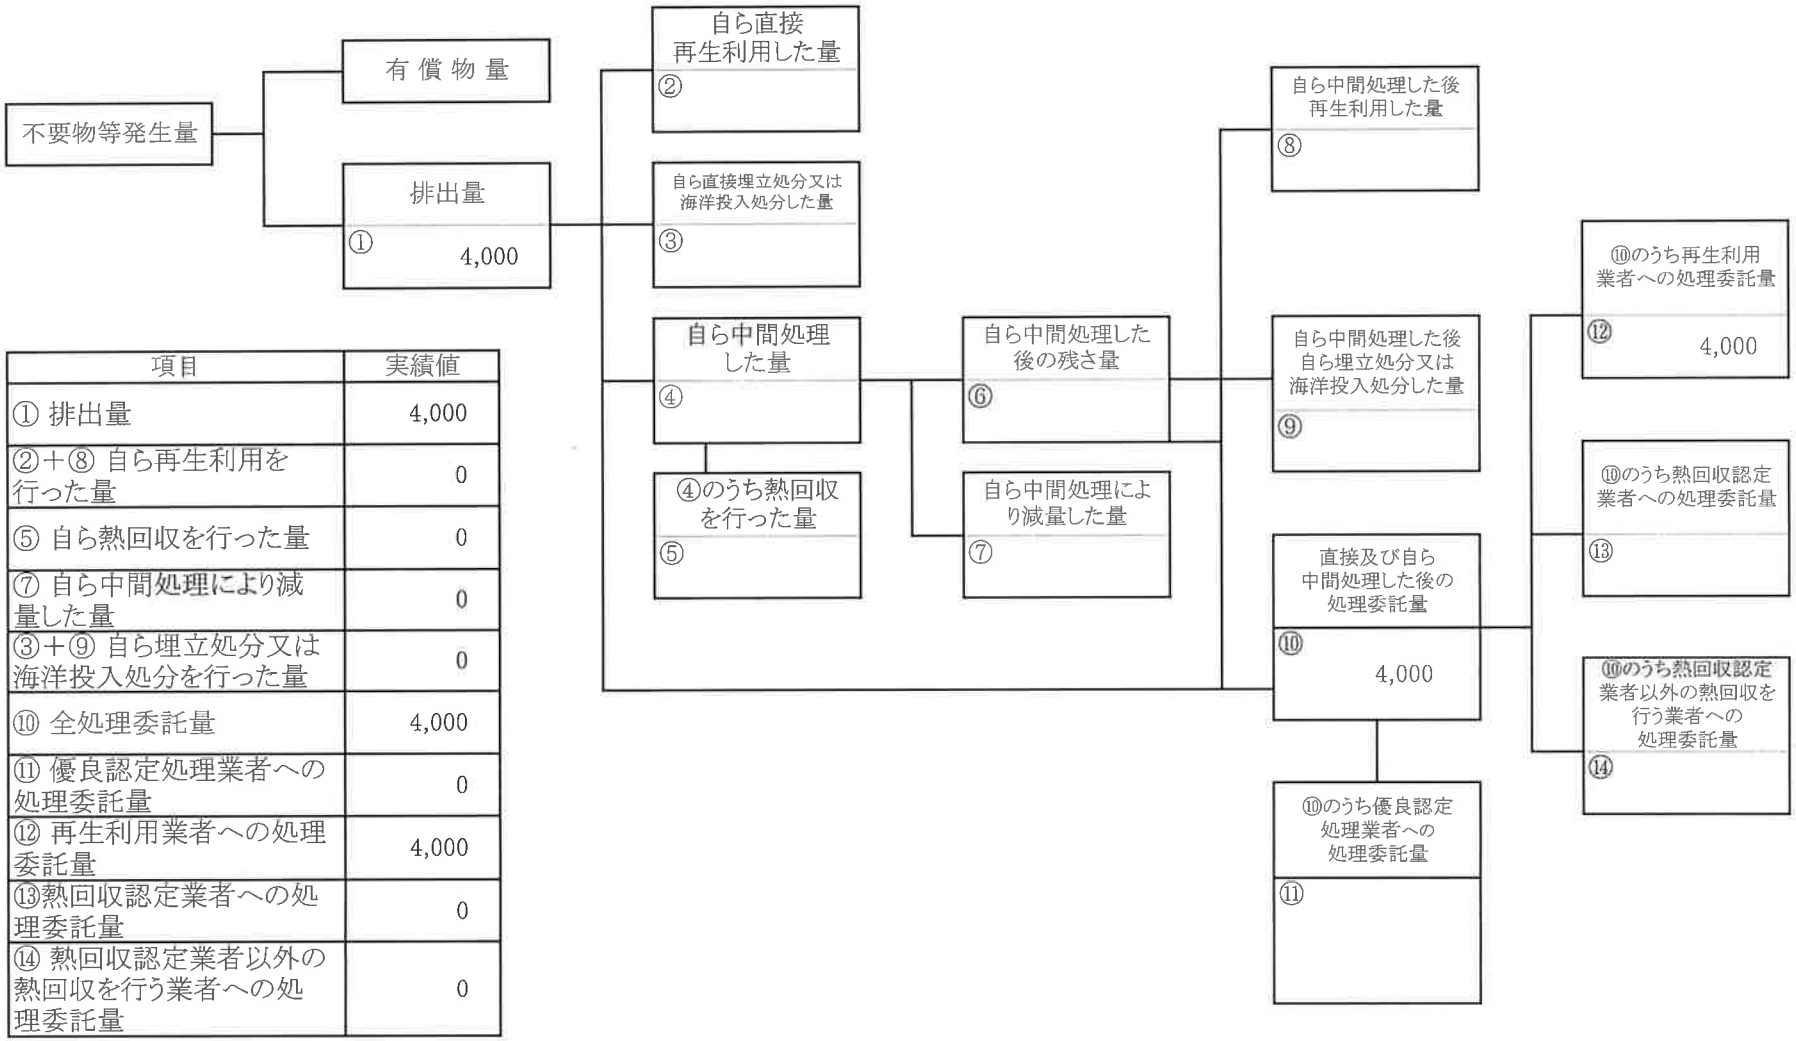 不要物等発生量
有償物量
排出量
①
4,000
自ら直接
再生利用した量
②
自ら直接埋立処分又は
海洋投入処分した量
③
自ら中間処理
した量
④
④のうち熱回収
を行った量
⑤
自ら中間処理した
後の残さ量
⑥
自ら中間処理によ
り減量した量
⑦
自ら中間処理した後
再生利用した量
⑧
自ら中間処理した後
自ら埋立処分又は
海洋投入処分した量
⑨
直接及び自ら
中間処理した後の
処理委託量
⑩
4,000
⑩のうち優良認定
処理業者への
処理委託量
⑪
⑩のうち再生利用
業者への処理委託量
⑫
4,000
⑩のうち熱回収認定
業者への処理委託量
⑬
⑩のうち熱回収認定
業者以外の熱回収を
行う業者への
処理委託量
⑭
項目 実績値
① 排出量 4,000
②＋⑧ 自ら再生利用を
行った量 0
⑤ 自ら熱回収を行った量 0
⑦ 自ら中間処理により減
量した量 0
③＋⑨ 自ら埋立処分又は
海洋投入処分を行った量 0
⑩ 全処理委託量 4,000
⑪ 優良認定処理業者への
処理委託量 0
⑫ 再生利用業者への処理
委託量 4,000
⑬熱回収認定業者への処
理委託量 0
⑭ 熱回収認定業者以外の
熱回収を行う業者への処
理委託量 0